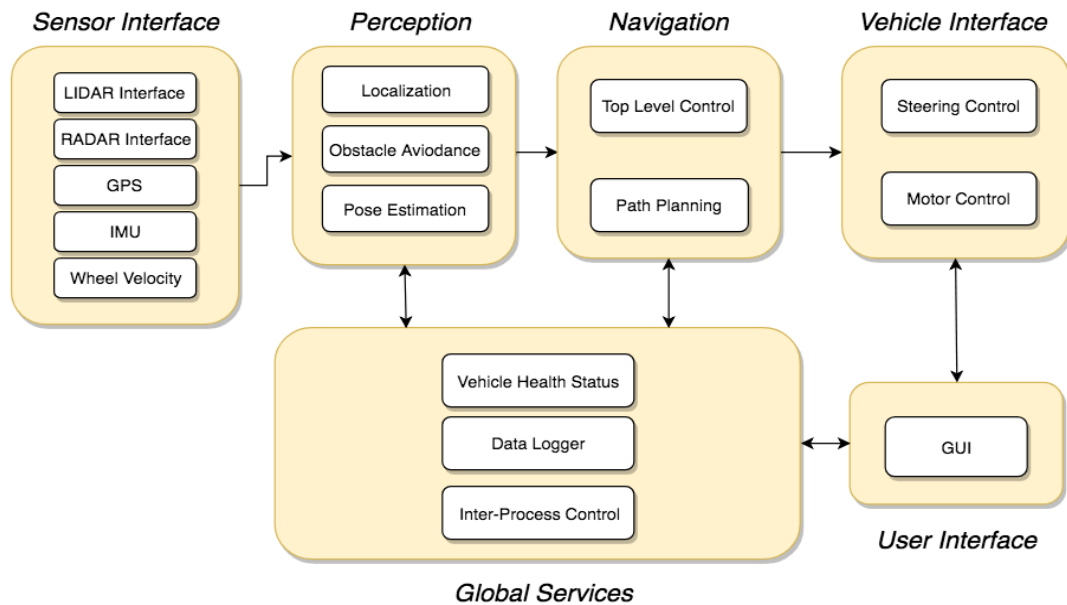 Sensor Interface
LIDAR Interface
RADAR Interface
GPS
IMU
Wheel Velocity
Perception
Localization
Obstacle Aviodance
Pose Estimation
Navigation
Top Level Control
Path Planning
Vehicle Interface
Steering Control
Motor Control
Vehicle Health Status
Data Logger
Inter-Process Control
Global Services
GUI
User Interface